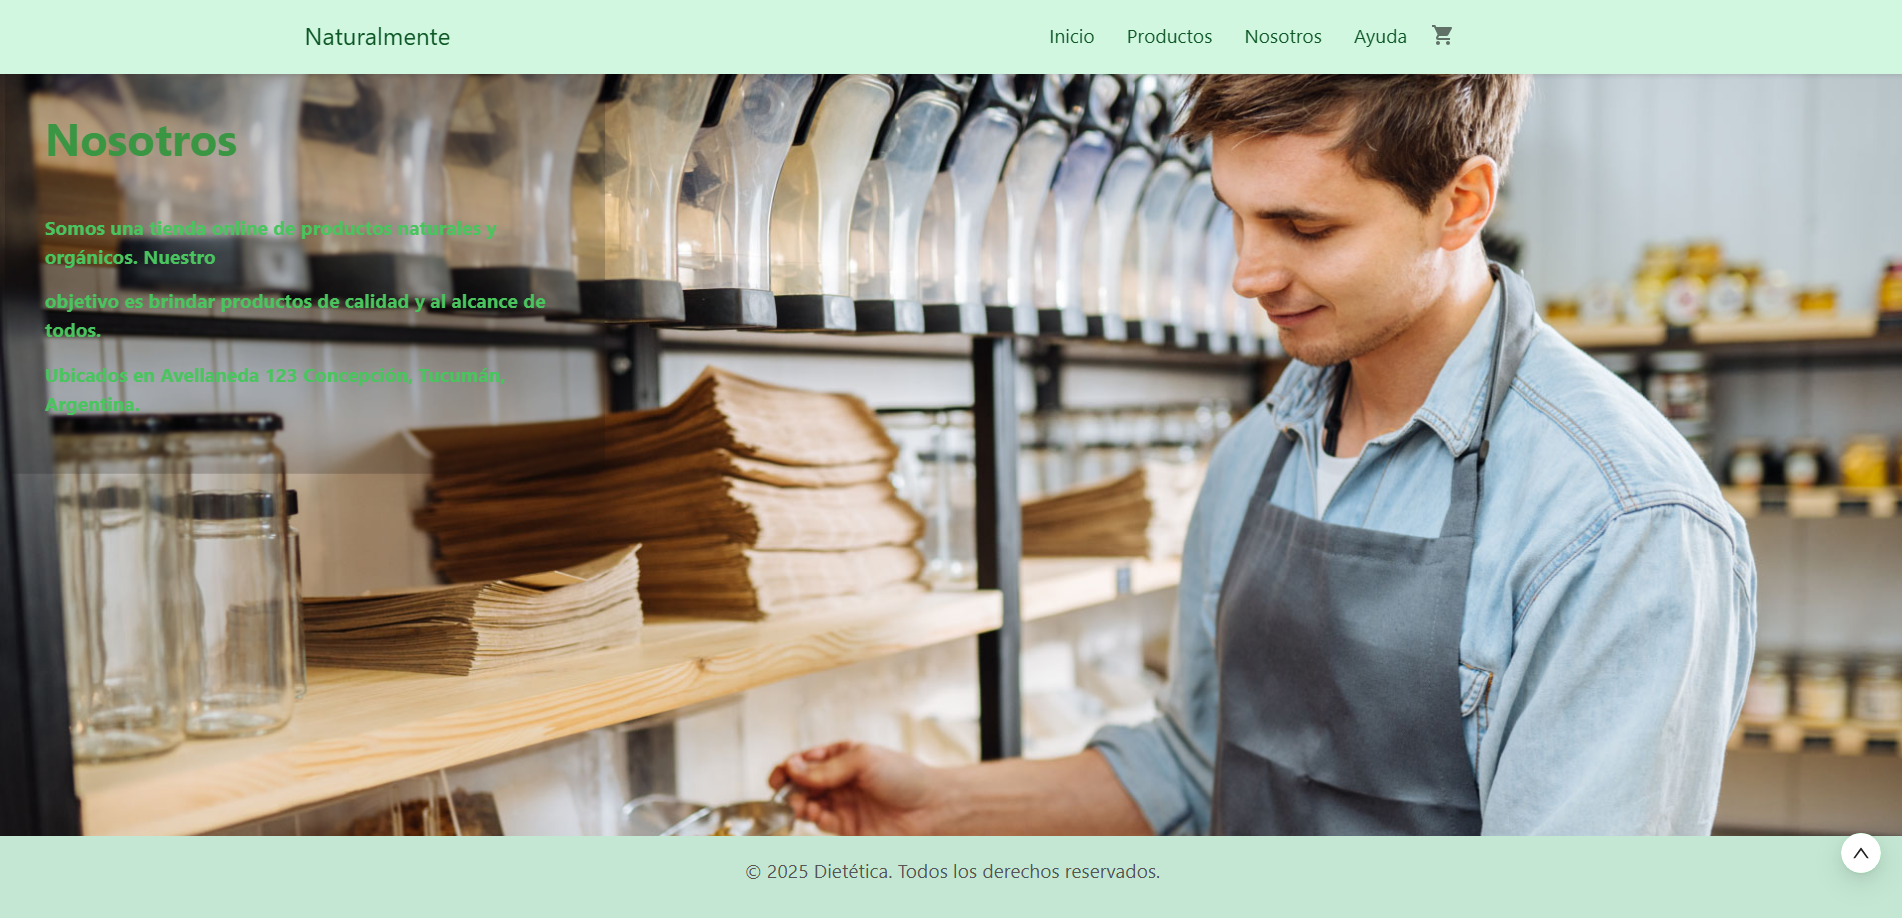 Naturalmente
Inicio Productos Nosotros Ayuda
Nosotros
Somos una tienda online de productos naturales y
orgánicos. Nuestro
objetivo es brindar productos de calidad y al alcance de
todos.
Ubicados en Avellaneda 123 Concepción, Tucumán,
Argentina.
© 2025 Dietética. Todos los derechos reservados.